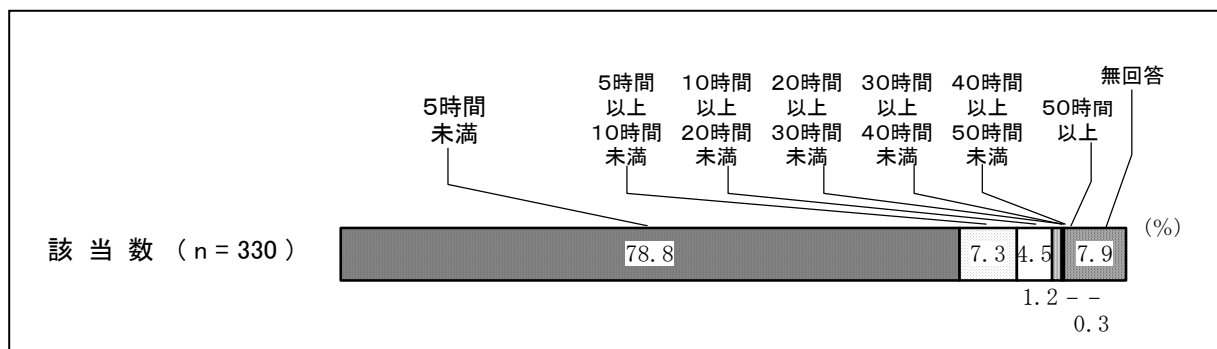 5時間
未満
5時間
以上
10時間
未満
10時間
以上
20時間
未満
20時間
以上
30時間
未満
30時間
以上
40時間
未満
40時間
以上
50時間
未満
50時間
以上
無回答
(%)
該当数(n=330)
78.8
7.3
4.5
7.9
1.2 - -
0.3